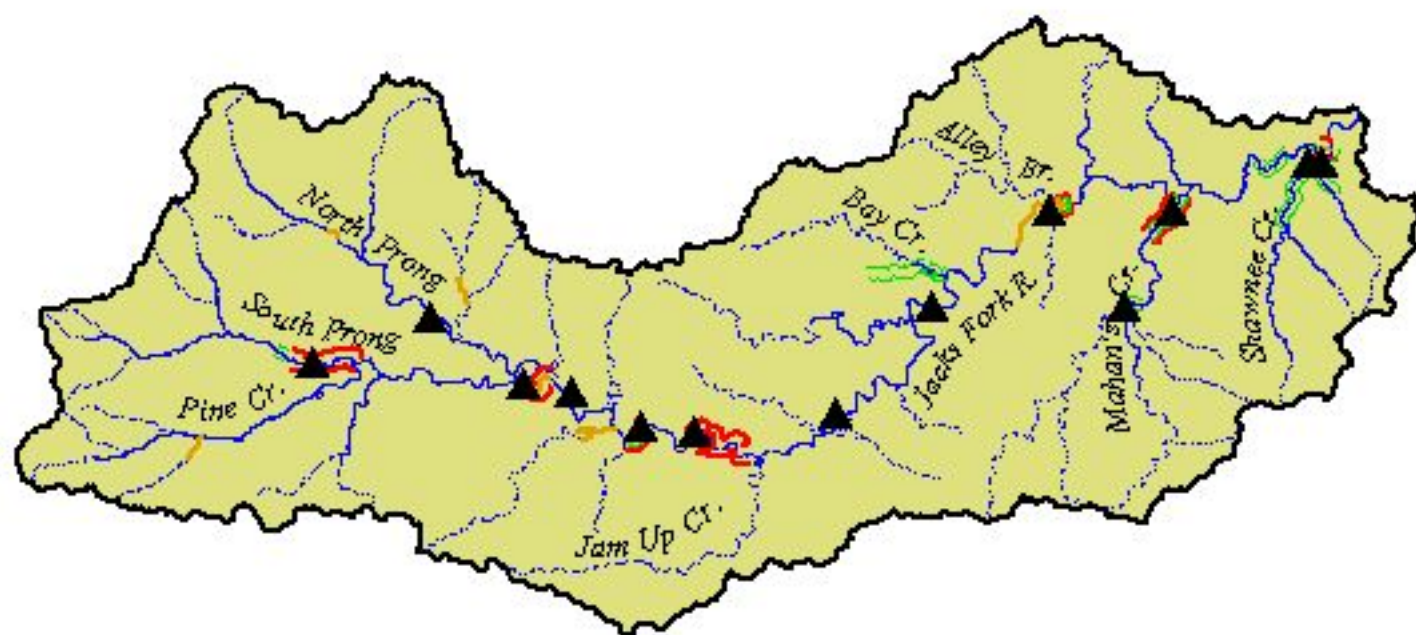 Alley Br.
North Prong
Bay Cr.
South Prong
Jacks Fork R.
Mahan's Cr.
Shawnee Cr.
Pine Cr.
Jam Up Cr.